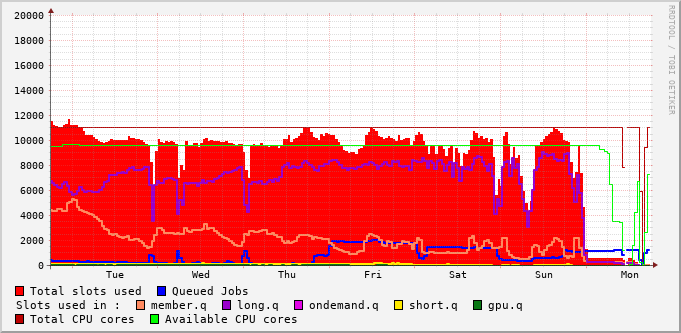 20000
18000
16000
14000
12000
10000
8000
6000
4000
2000
0
Tue Wed Thu Fri Sat Sun Mon
RRDTOOL / TOBI OETIKER
Total slots used Queued Jobs
Slots used in : member.q long.q ondemand.q short.q gpu.q
Total CPU cores Available CPU cores